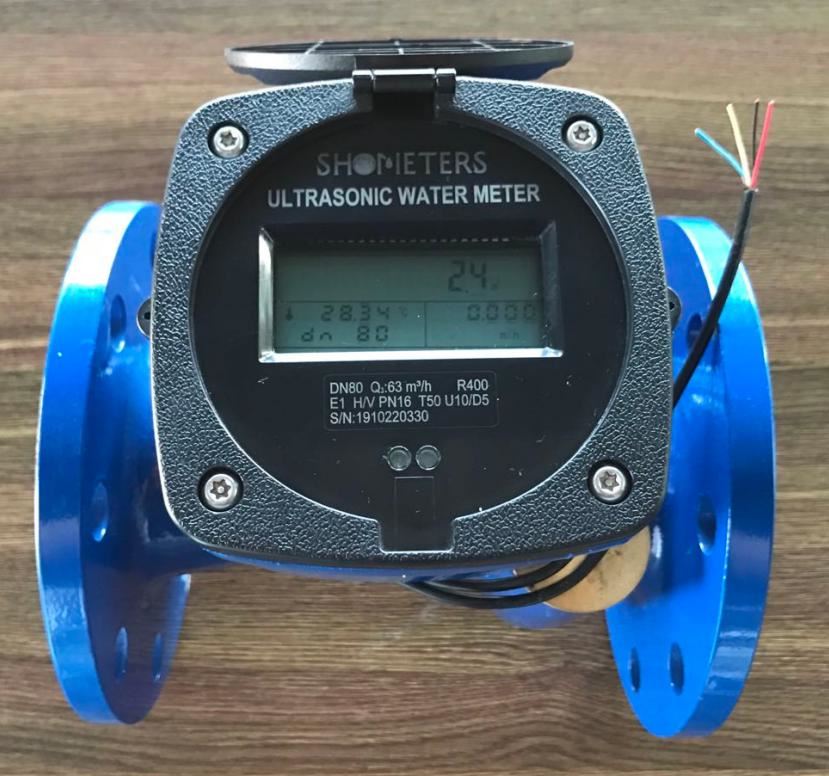 SHOMETERS
ULTRASONIC WATER METER
2.4
28.34 °C 0.000
dn 80 m³/h
DN80 Q₃:63 m³/h R400
E1 H/V PN16 T50 U10/D5
S/N:1910220330